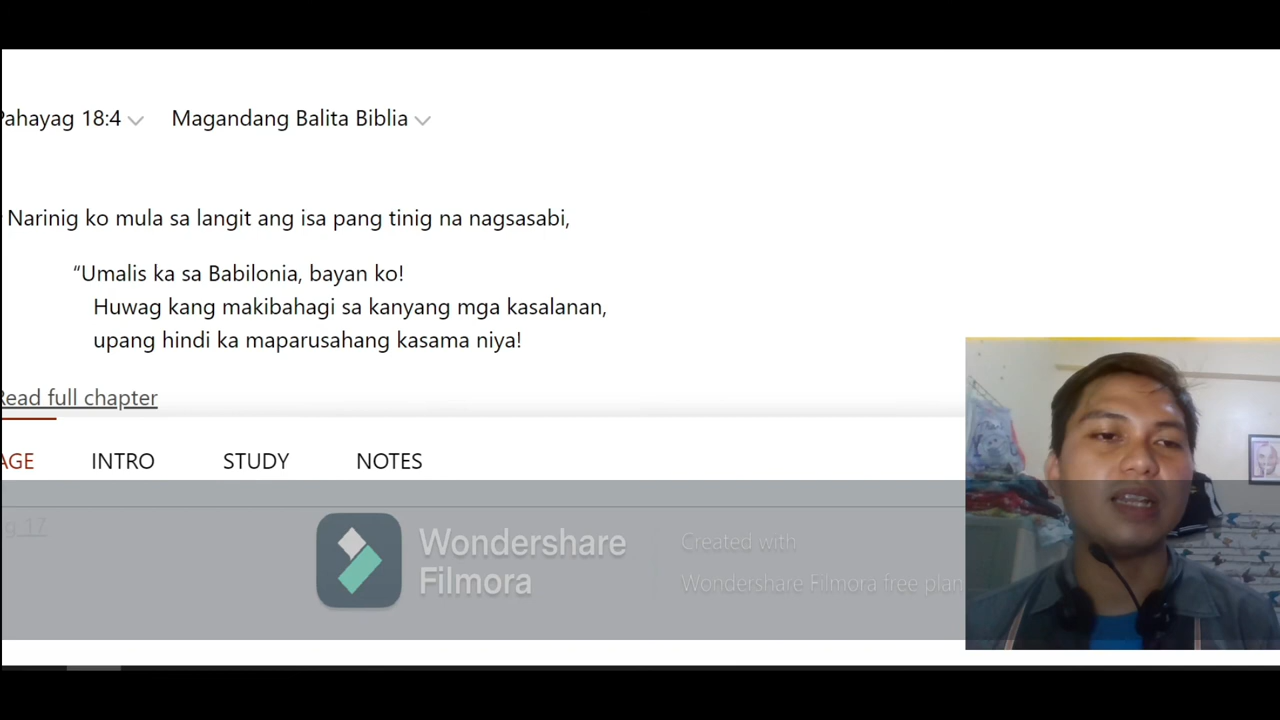 Pahayag 18:4 Magandang Balita Biblia
Narinig ko mula sa langit ang isa pang tinig na nagsasabi,
“Umalis ka sa Babilonia, bayan ko!
Huwag kang makibahagi sa kanyang mga kasalanan,
upang hindi ka maparusahang kasama niya!
Read full chapter
AGE INTRO STUDY NOTES
g 17
Wondershare
Filmora
Created with
Wondershare Filmora free plan